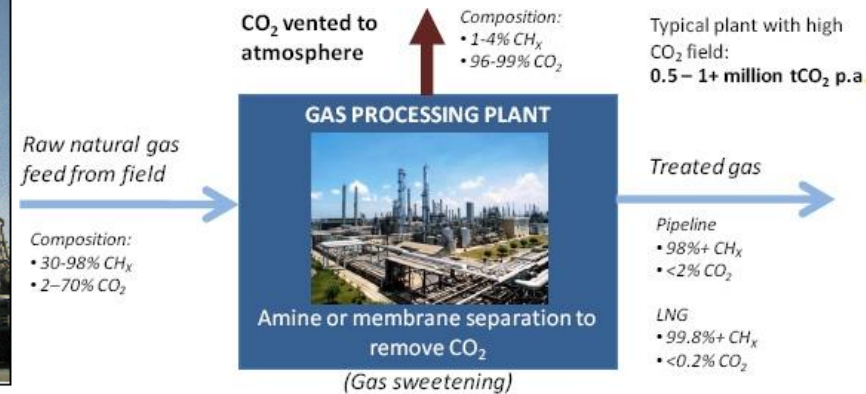 CO₂ vented to
atmosphere
Composition:
• 1-4% CHₓ
• 96-99% CO₂
Typical plant with high
CO₂ field:
0.5 – 1+ million tCO₂ p.a
Raw natural gas
feed from field
Composition:
• 30-98% CHₓ
• 2–70% CO₂
GAS PROCESSING PLANT
Amine or membrane separation to
remove CO₂
(Gas sweetening)
Treated gas
Pipeline
• 98%+ CHₓ
• <2% CO₂
LNG
• 99.8%+ CHₓ
• <0.2% CO₂